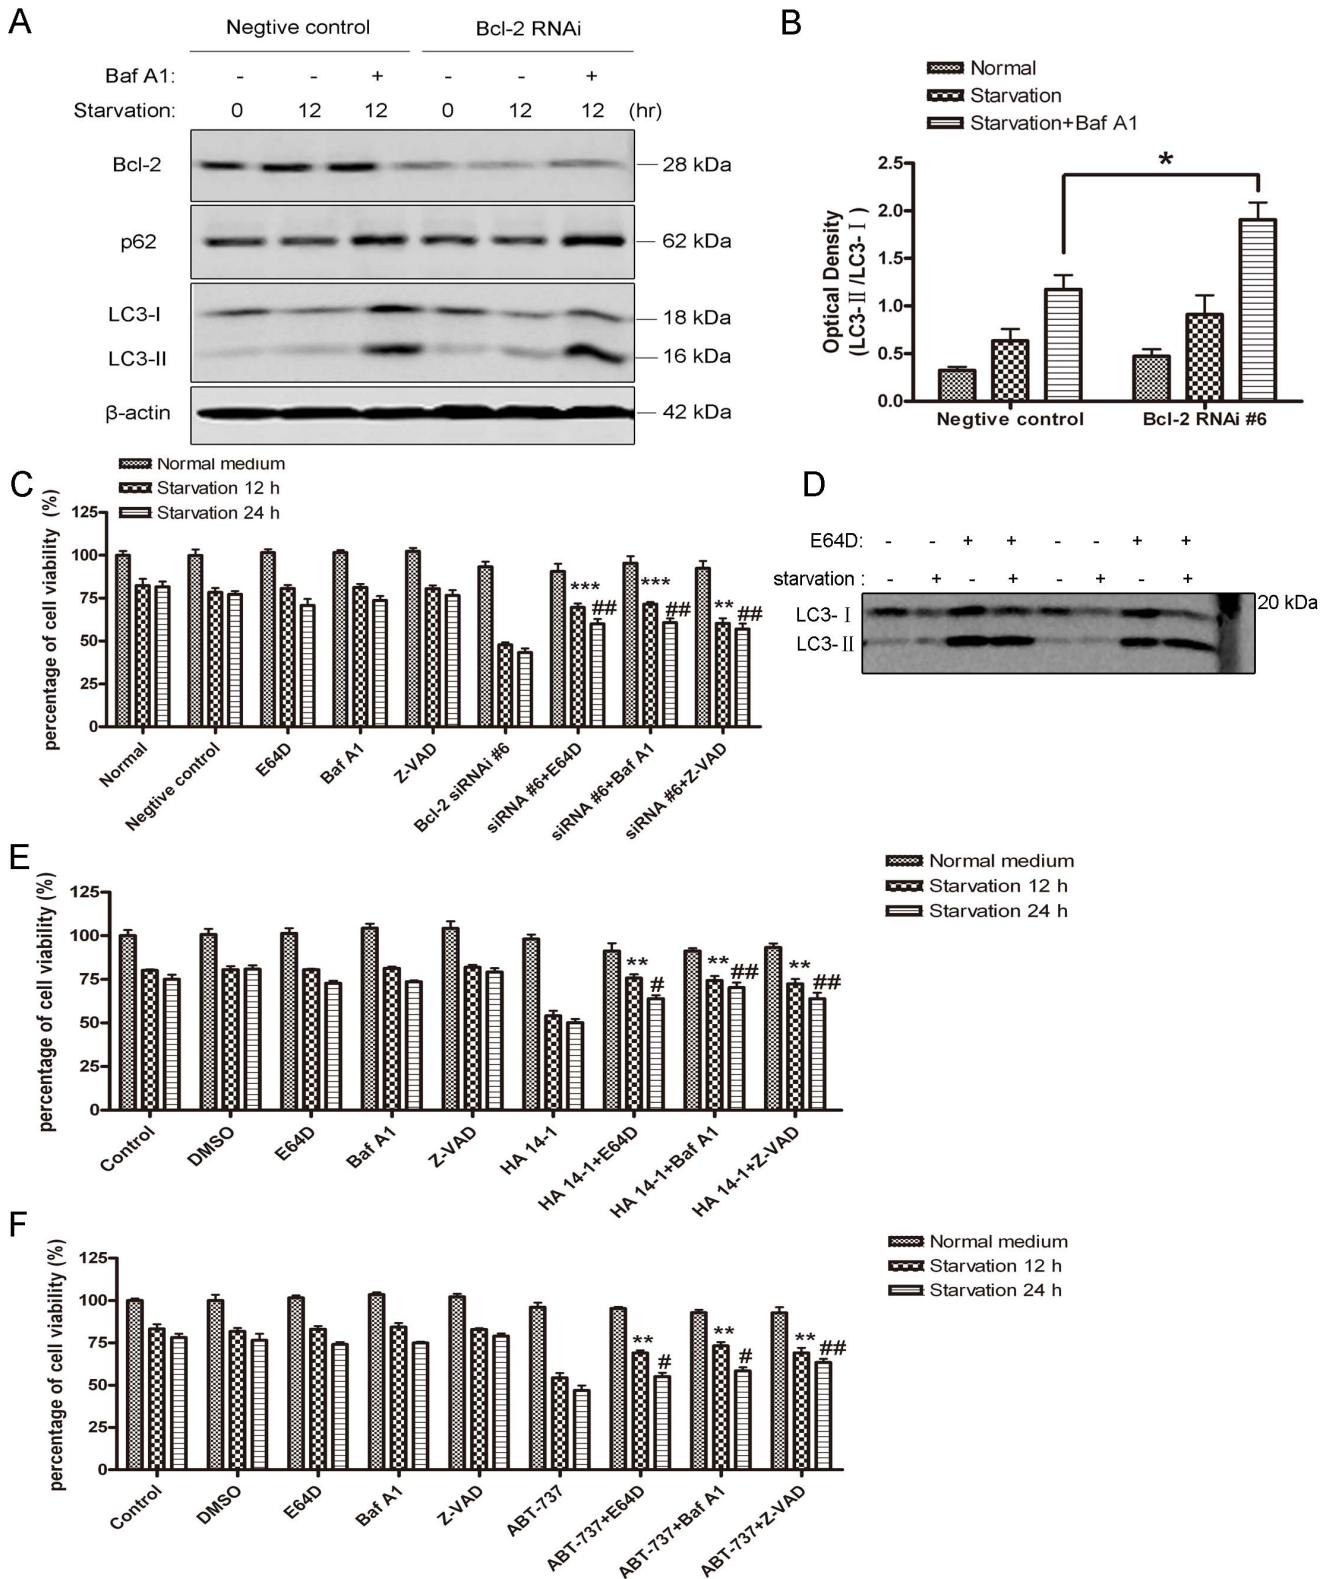 A
Negtive control
Bcl-2 RNAi
Baf A1:
- - + - - +
Starvation: 0 12 12 0 12 12 (hr)
Bcl-2
28 kDa
p62
62 kDa
LC3-I
18 kDa
LC3-II
16 kDa
β-actin
42 kDa
B
Normal
Starvation
Starvation+Baf A1
*
Optical Density
(LC3-Ⅱ/LC3-Ⅰ)
2.5
2.0
1.5
1.0
0.5
0.0
Negtive control
Bcl-2 RNAi #6
C
Normal medium
Starvation 12 h
Starvation 24 h
percentage of cell viability (%)
125
100
75
50
25
0
*** ## *** ## ** ##
Normal
Negtive control
E64D
Baf A1
Z-VAD
Bcl-2 siRNAi #6
siRNA #6+E64D
siRNA #6+Baf A1
siRNA #6+Z-VAD
D
E64D: - - + + - - + +
starvation : - + - + - + - +
LC3-Ⅰ
LC3-Ⅱ
20 kDa
E
Normal medium
Starvation 12 h
Starvation 24 h
percentage of cell viability (%)
125
100
75
50
25
0
** # ** ## ** ##
Control
DMSO
E64D
Baf A1
Z-VAD
HA 14-1
HA 14-1+E64D
HA 14-1+Baf A1
HA 14-1+Z-VAD
F
Normal medium
Starvation 12 h
Starvation 24 h
percentage of cell viability (%)
125
100
75
50
25
0
** # ** # ** ##
Control
DMSO
E64D
Baf A1
Z-VAD
ABT-737
ABT-737+E64D
ABT-737+Baf A1
ABT-737+Z-VAD